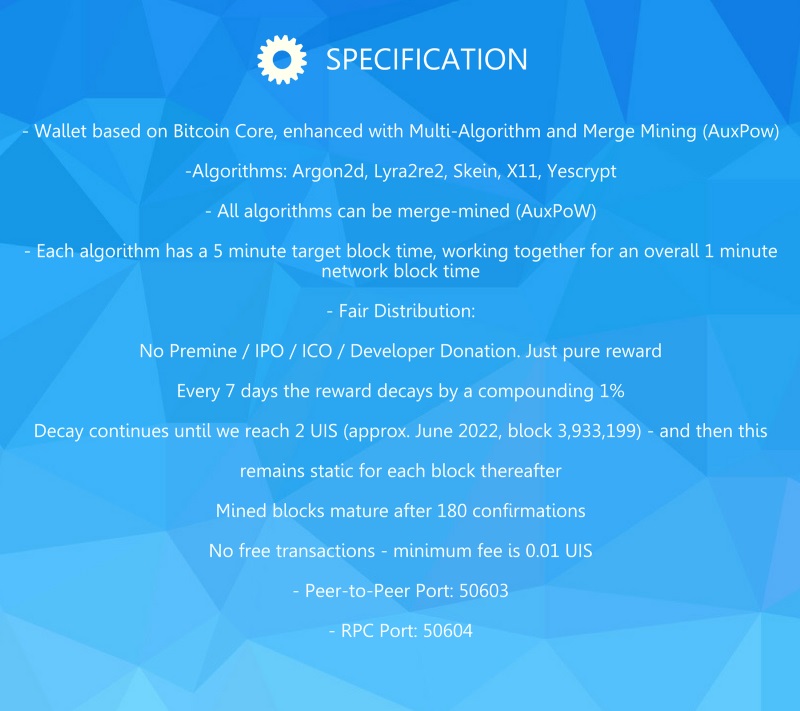 SPECIFICATION
- Wallet based on Bitcoin Core, enhanced with Multi-Algorithm and Merge Mining (AuxPow)
-Algorithms: Argon2d, Lyra2re2, Skein, X11, Yescrypt
- All algorithms can be merge-mined (AuxPoW)
- Each algorithm has a 5 minute target block time, working together for an overall 1 minute
network block time
- Fair Distribution:
No Premine / IPO / ICO / Developer Donation. Just pure reward
Every 7 days the reward decays by a compounding 1%
Decay continues until we reach 2 UIS (approx. June 2022, block 3,933,199) - and then this
remains static for each block thereafter
Mined blocks mature after 180 confirmations
No free transactions - minimum fee is 0.01 UIS
- Peer-to-Peer Port: 50603
- RPC Port: 50604